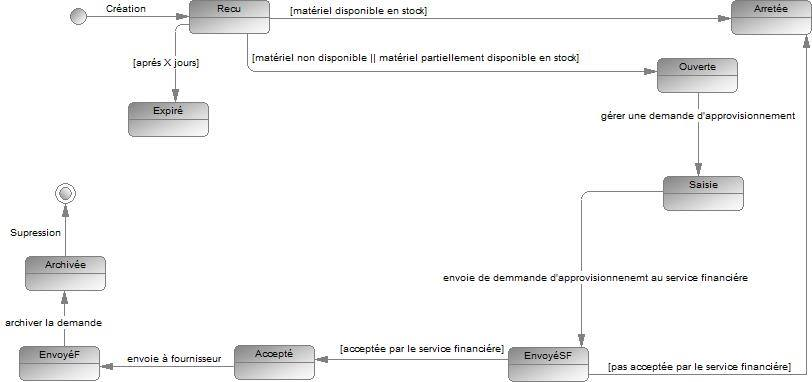 Création
Recu
[matériel disponible en stock]
Arretée
[aprés X jours]
[matériel non disponible || matériel partiellement disponible en stock]
Ouverte
Expiré
gérer une demande d'approvisionnement
Saisie
Supression
Archivée
envoie de demmande d'approvisionnenemt au service financiére
archiver la demande
EnvoyéF
envoie à fournisseur
Accepté
[acceptée par le service financiére]
EnvoyéSF
[pas acceptée par le service financiére]